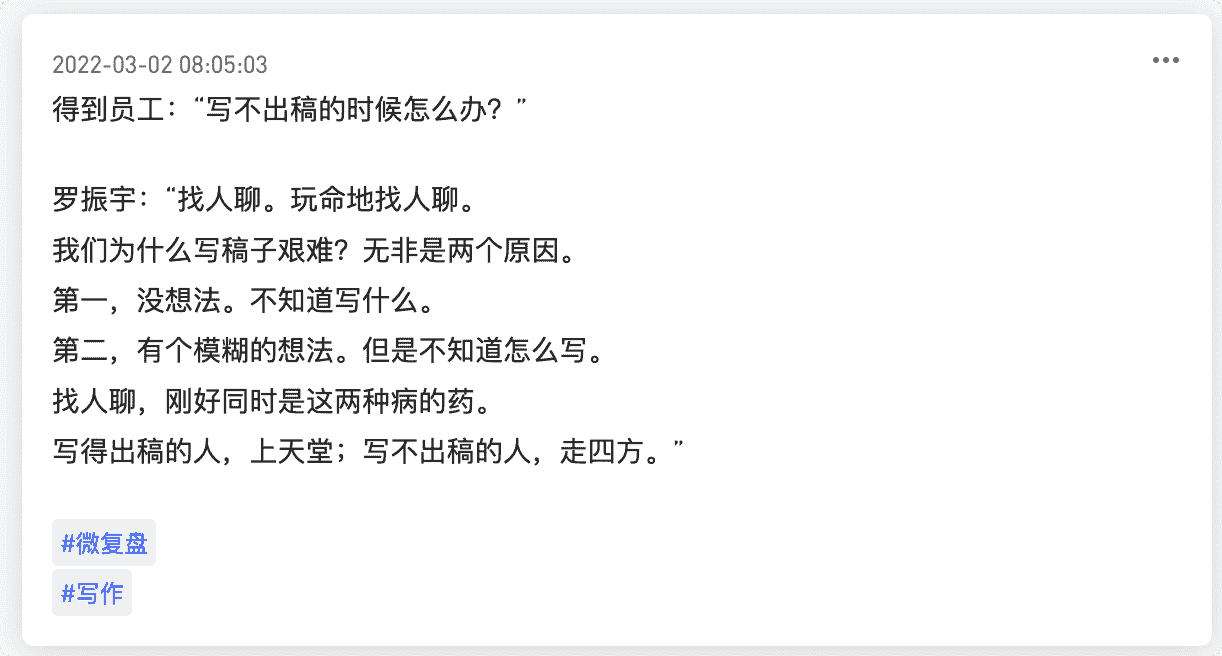 2022-03-02 08:05:03
得到员工：“写不出稿的时候怎么办？”
罗振宇：“找人聊。玩命地找人聊。
我们为什么写稿子艰难？无非是两个原因。
第一，没想法。不知道写什么。
第二，有个模糊的想法。但是不知道怎么写。
找人聊，刚好同时是这两种病的药。
写得出稿的人，上天堂；写不出稿的人，走四方。”
#微复盘
#写作